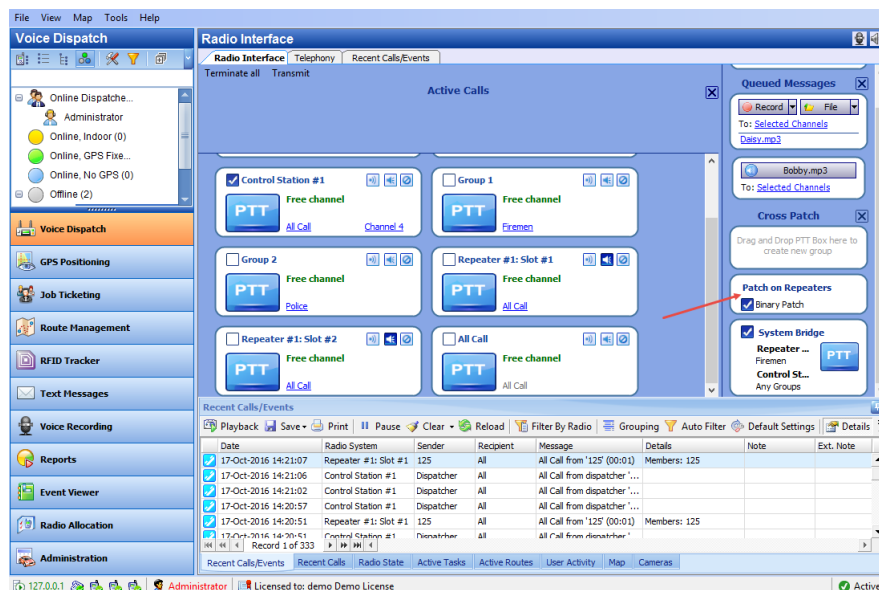 File View Map Tools Help
Voice Dispatch
Online Dispatche...
Administrator
Online, Indoor (0)
Online, GPS Fixe...
Online, No GPS (0)
Offline (2)
Voice Dispatch
GPS Positioning
Job Ticketing
Route Management
RFID Tracker
Text Messages
Voice Recording
Reports
Event Viewer
Radio Allocation
Administration
Radio Interface
Radio Interface Telephony Recent Calls/Events
Terminate all Transmit
Active Calls
Control Station #1
PTT
Free channel
All Call Channel 4
Group 1
PTT
Free channel
Firemen
Group 2
PTT
Free channel
Police
Repeater #1: Slot #1
PTT
Free channel
All Call
Repeater #1: Slot #2
PTT
Free channel
All Call
All Call
PTT
Free channel
All Call
Queued Messages
Record File
To: Selected Channels
Daisy.mp3
Bobby.mp3
To: Selected Channels
Cross Patch
Drag and Drop PTT Box here to
create new group
Patch on Repeaters
Binary Patch
System Bridge
Repeater ...
Firemen
Control St...
Any Groups
PTT
Recent Calls/Events
Playback Save Print Pause Clear Reload Filter By Radio Grouping Auto Filter Default Settings Details
Date Radio System Sender Recipient Message Details Note Ext. Note
17-Oct-2016 14:21:07 Repeater #1: Slot #1 125 All All Call from '125' (00:01) Members: 125
17-Oct-2016 14:21:06 Control Station #1 Dispatcher All All Call from dispatcher '...
17-Oct-2016 14:21:02 Control Station #1 Dispatcher All All Call from dispatcher '...
17-Oct-2016 14:20:57 Control Station #1 Dispatcher All All Call from dispatcher '...
17-Oct-2016 14:20:51 Repeater #1: Slot #1 125 All All Call from '125' (00:01) Members: 125
17-Oct-2016 14:20:51 Control Station #1 Dispatcher All All Call from dispatcher '
Record 1 of 333
Recent Calls/Events Recent Calls Radio State Active Tasks Active Routes User Activity Map Cameras
127.0.0.1 Administrator Licensed to: demo Demo License Active